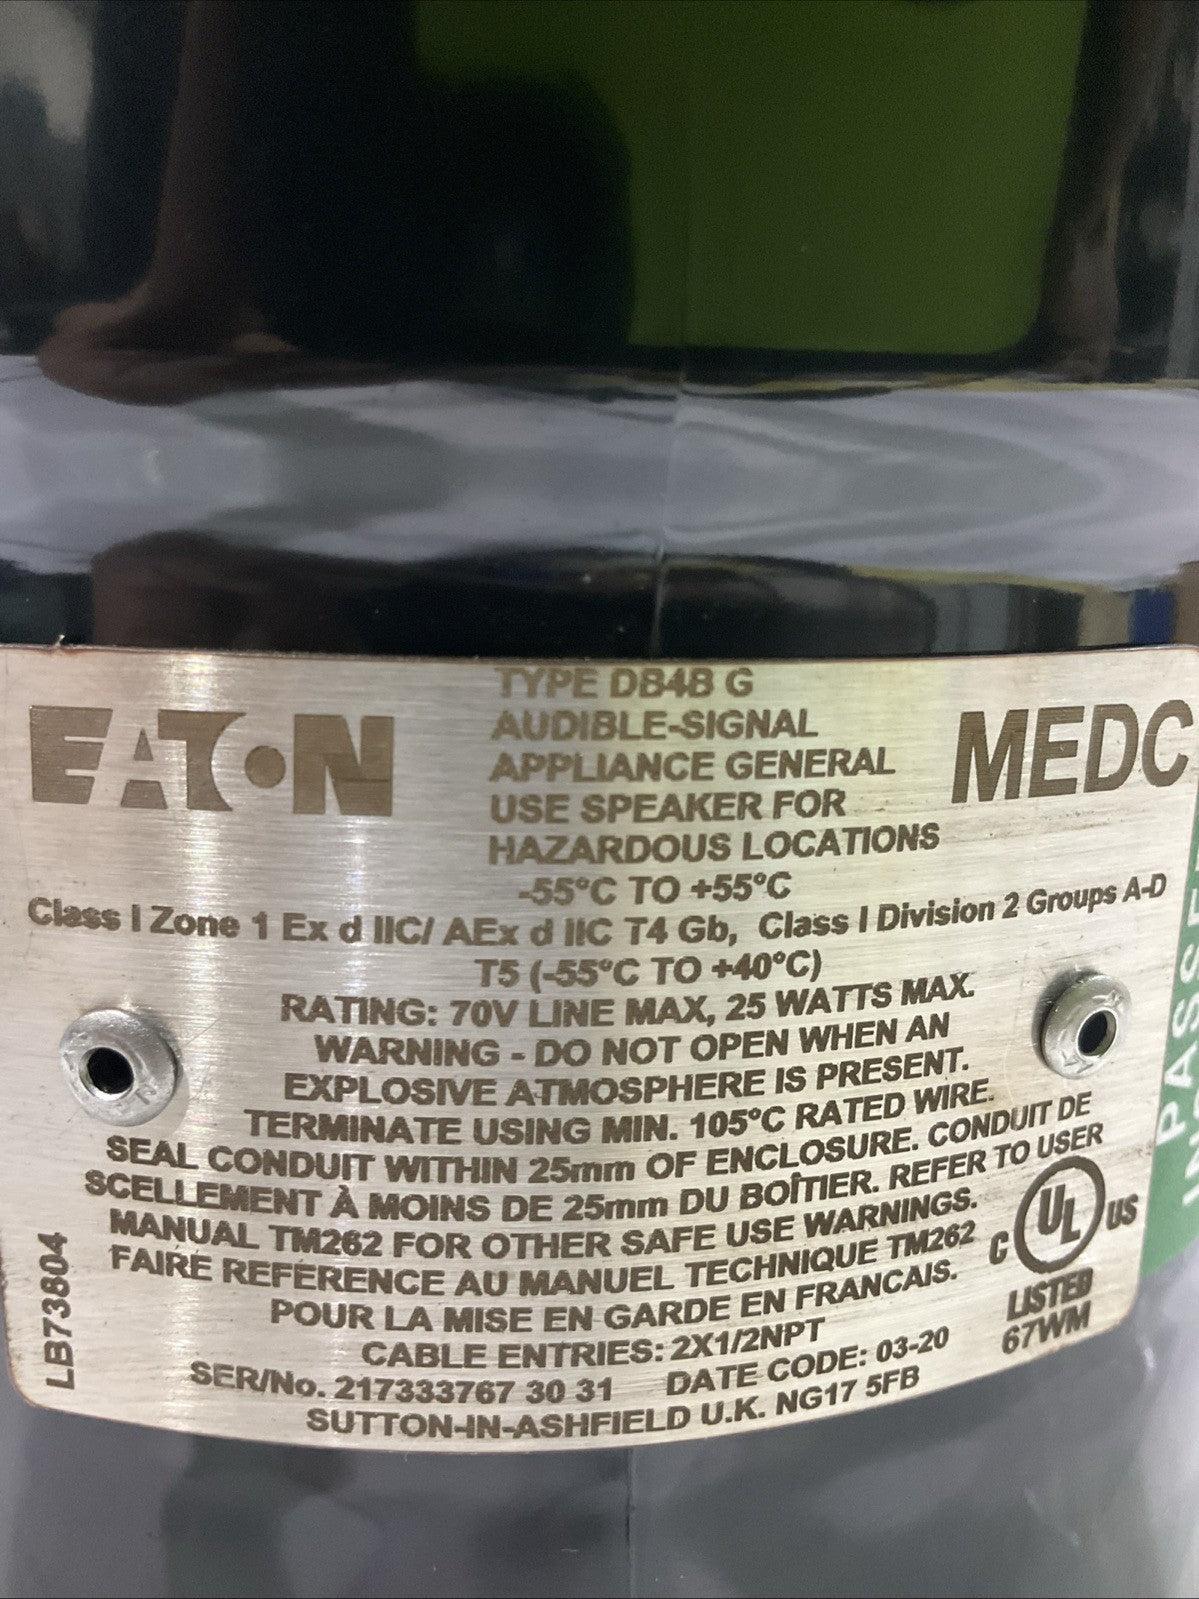 EATON
MEDC
TYPE DB4B G
AUDIBLE-SIGNAL
APPLIANCE GENERAL
USE SPEAKER FOR
HAZARDOUS LOCATIONS
-55°C TO +55°C
Class I Zone 1 Ex d IIC/ AEx d IIC T4 Gb, Class I Division 2 Groups A-D
T5 (-55°C TO +40°C)
RATING: 70V LINE MAX, 25 WATTS MAX.
WARNING - DO NOT OPEN WHEN AN
EXPLOSIVE ATMOSPHERE IS PRESENT.
TERMINATE USING MIN. 105°C RATED WIRE.
SEAL CONDUIT WITHIN 25mm OF ENCLOSURE. CONDUIT DE
SCELLEMENT À MOINS DE 25mm DU BOÎTIER. REFER TO USER
MANUAL TM262 FOR OTHER SAFE USE WARNINGS.
FAIRE REFERENCE AU MANUEL TECHNIQUE TM262
POUR LA MISE EN GARDE EN FRANCAIS.
CABLE ENTRIES: 2X1/2NPT
SER/No. 217333767 30 31 DATE CODE: 03-20
SUTTON-IN-ASHFIELD U.K. NG17 5FB
LB73804
C UL US
LISTED
67WM